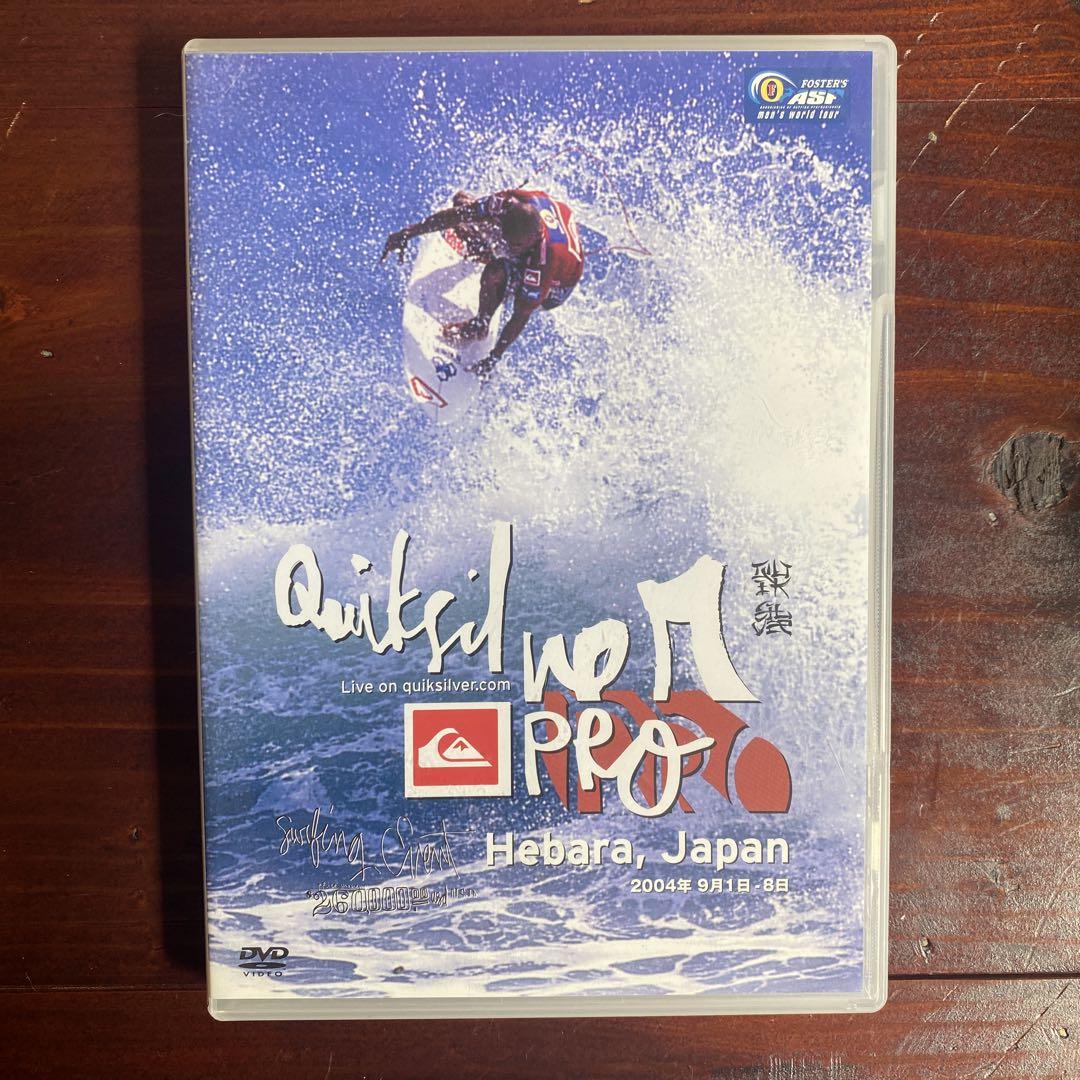 FOSTER'S
ASP
men's world tour
Quiksilver
Live on quiksilver.com
PRO
Hebara, Japan
2004年 9月1日-8日
DVD
VIDEO